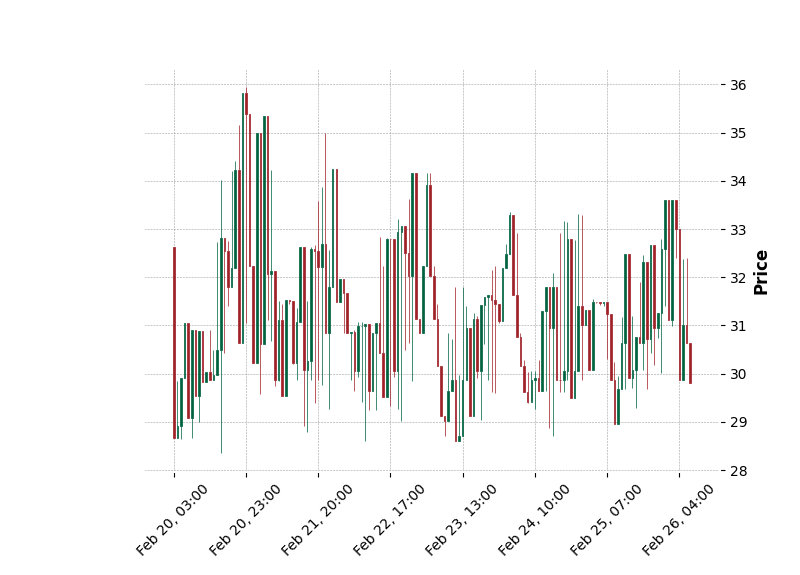 36
35
34
33
32
31
30
29
28
Price
Feb 20, 03:00
Feb 20, 23:00
Feb 21, 20:00
Feb 22, 17:00
Feb 23, 13:00
Feb 24, 10:00
Feb 25, 07:00
Feb 26, 04:00